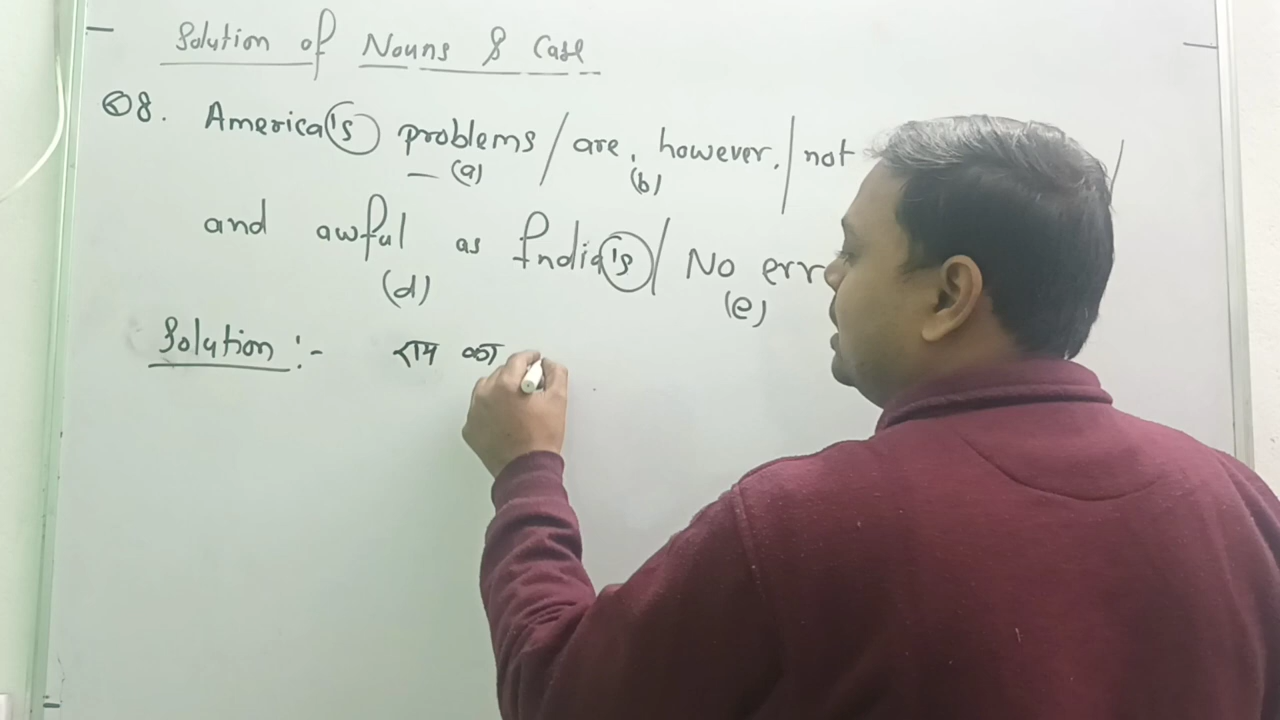 Solution of Nouns & Case
Q8. America's problems / are, however, / not /
(a) (b)
and awful as India's / No err
(d) (e)
Solution :- राम का